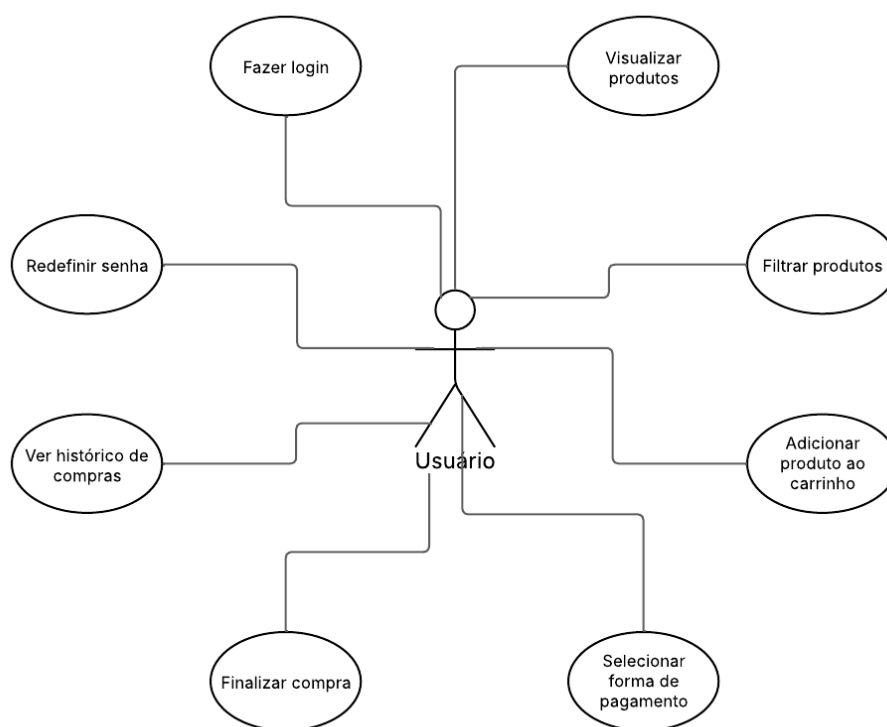 Fazer login
Visualizar
produtos
Redefinir senha
Filtrar produtos
Ver histórico de
compras
Usuário
Adicionar
produto ao
carrinho
Finalizar compra
Selecionar
forma de
pagamento